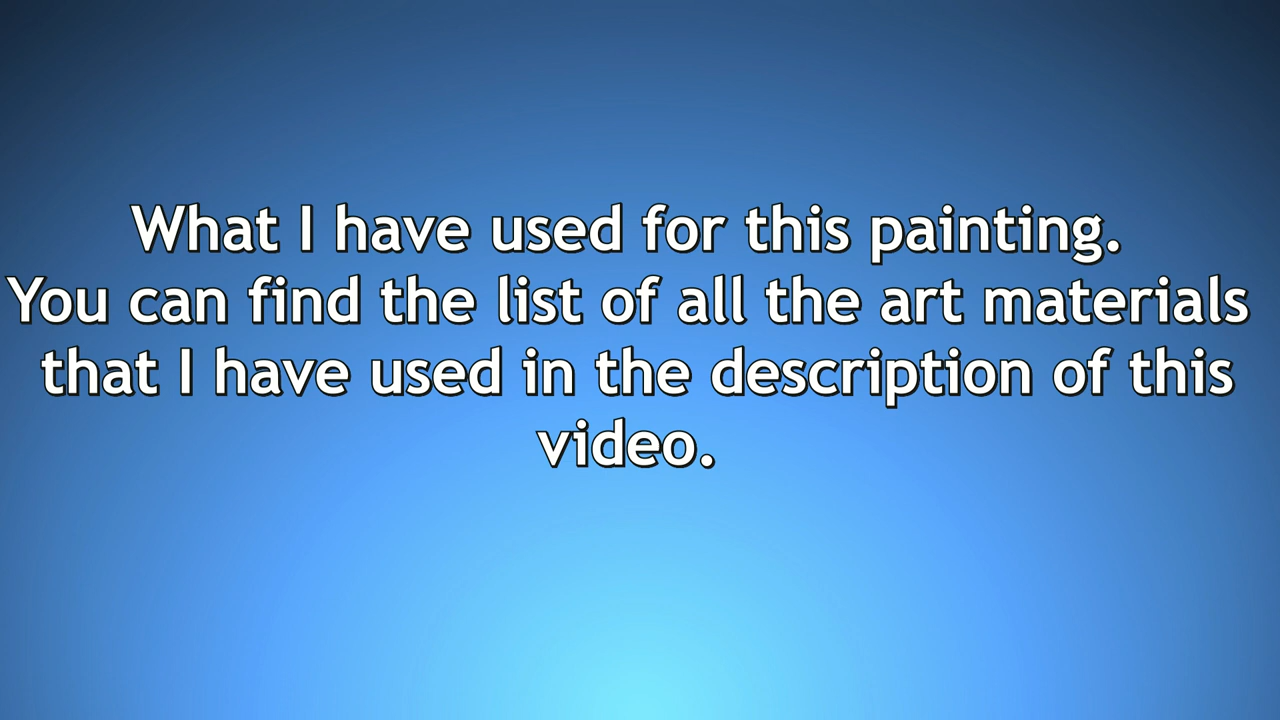 What I have used for this painting.
You can find the list of all the art materials
that I have used in the description of this
video.